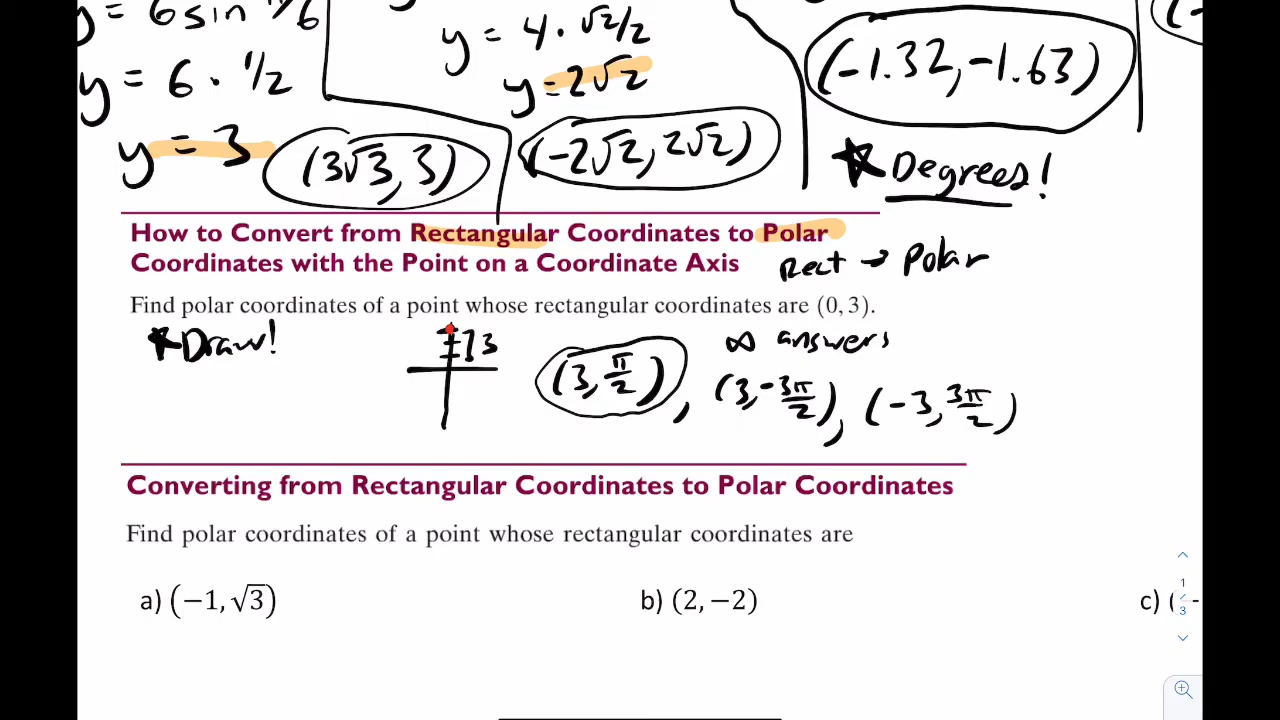 y = 6 sin π/6
y = 6 · 1/2
y = 3
(3√3, 3)
y = 4 · √2/2
y = 2√2
(-2√2, 2√2)
(-1.32, -1.63)
★ Degrees!
How to Convert from Rectangular Coordinates to Polar
Coordinates with the Point on a Coordinate Axis
Rect → Polar
Find polar coordinates of a point whose rectangular coordinates are (0, 3).
★ Draw!
3
(3, π/2), (3, -3π/2), (-3, 3π/2)
∞ answers
Converting from Rectangular Coordinates to Polar Coordinates
Find polar coordinates of a point whose rectangular coordinates are
a) (−1, √3)
b) (2, −2)
c) (-
1
3